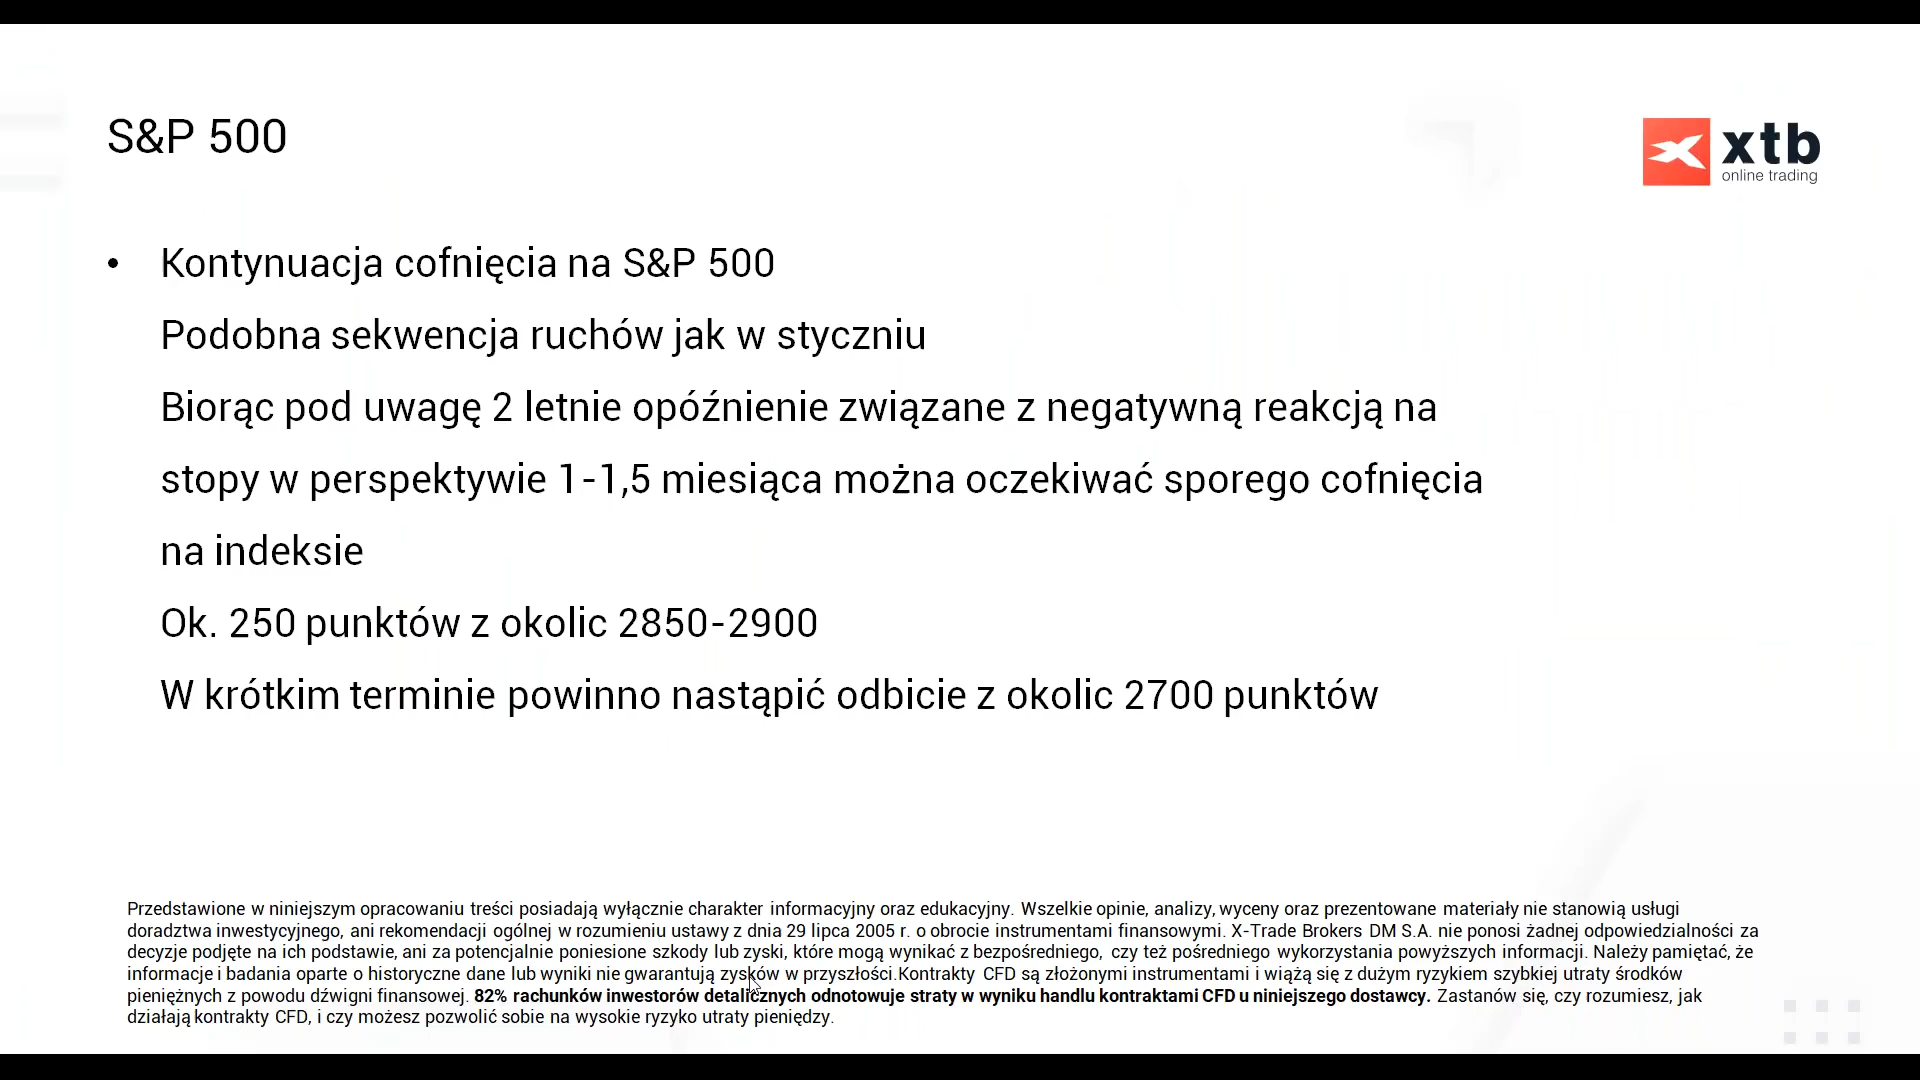 S&P 500
xtb
online trading
• Kontynuacja cofnięcia na S&P 500
Podobna sekwencja ruchów jak w styczniu
Biorąc pod uwagę 2 letnie opóźnienie związane z negatywną reakcją na
stopy w perspektywie 1-1,5 miesiąca można oczekiwać sporego cofnięcia
na indeksie
Ok. 250 punktów z okolic 2850-2900
W krótkim terminie powinno nastąpić odbicie z okolic 2700 punktów
Przedstawione w niniejszym opracowaniu treści posiadają wyłącznie charakter informacyjny oraz edukacyjny. Wszelkie opinie, analizy, wyceny oraz prezentowane materiały nie stanowią usługi
doradztwa inwestycyjnego, ani rekomendacji ogólnej w rozumieniu ustawy z dnia 29 lipca 2005 r. o obrocie instrumentami finansowymi. X-Trade Brokers DM S.A. nie ponosi żadnej odpowiedzialności za
decyzje podjęte na ich podstawie, ani za potencjalnie poniesione szkody lub zyski, które mogą wynikać z bezpośredniego, czy też pośredniego wykorzystania powyższych informacji. Należy pamiętać, że
informacje i badania oparte o historyczne dane lub wyniki nie gwarantują zysków w przyszłości.Kontrakty CFD są złożonymi instrumentami i wiążą się z dużym ryzykiem szybkiej utraty środków
pieniężnych z powodu dźwigni finansowej. 82% rachunków inwestorów detalicznych odnotowuje straty w wyniku handlu kontraktami CFD u niniejszego dostawcy. Zastanów się, czy rozumiesz, jak
działają kontrakty CFD, i czy możesz pozwolić sobie na wysokie ryzyko utraty pieniędzy.